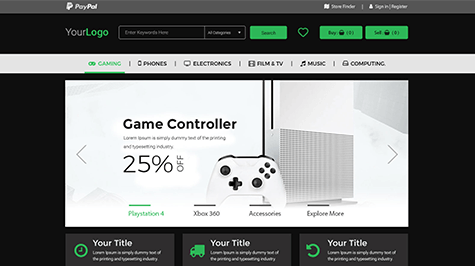 PayPal
Store Finder | Sign in | Register
YourLogo
Enter Keywords Here
All Categories
Search
Buy (0)
Sell (0)
GAMING | PHONES | ELECTRONICS | FILM & TV | MUSIC | COMPUTING.
Game Controller
Lorem Ipsum is simply dummy text of the printing
and typesetting industry.
25% OFF
Playstation 4
Xbox 360
Accessories
Explore More
Your Title
Lorem Ipsum is simply dummy text of
the printing and typesetting industry.
Your Title
Lorem Ipsum is simply dummy text of
the printing and typesetting industry.
Your Title
Lorem Ipsum is simply dummy text of
the printing and typesetting industry.